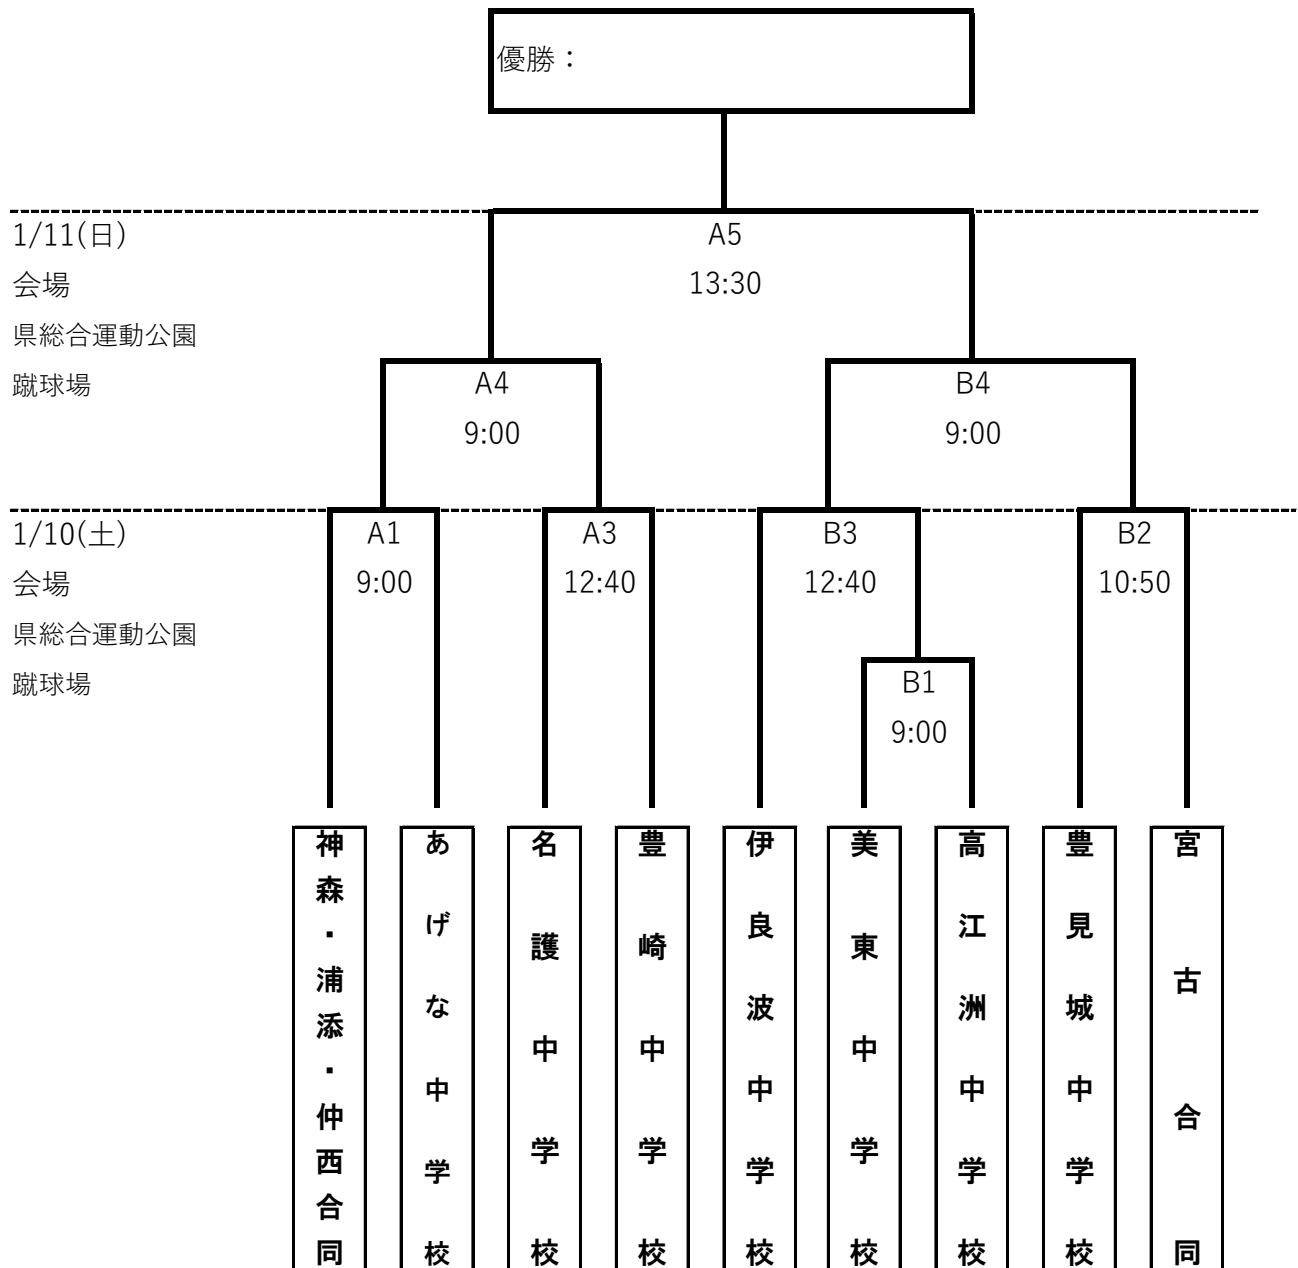 優勝：
1/11(日)
A5
会場
13:30
県総合運動公園
蹴球場
A4
B4
9:00
9:00
1/10(土)
A1
A3
B3
B2
会場
9:00
12:40
12:40
10:50
県総合運動公園
蹴球場
B1
9:00
神森・浦添・仲西合同
あげな中学校
名護中学校
豊崎中学校
伊良波中学校
美東中学校
高江洲中学校
豊見城中学校
宮古合同